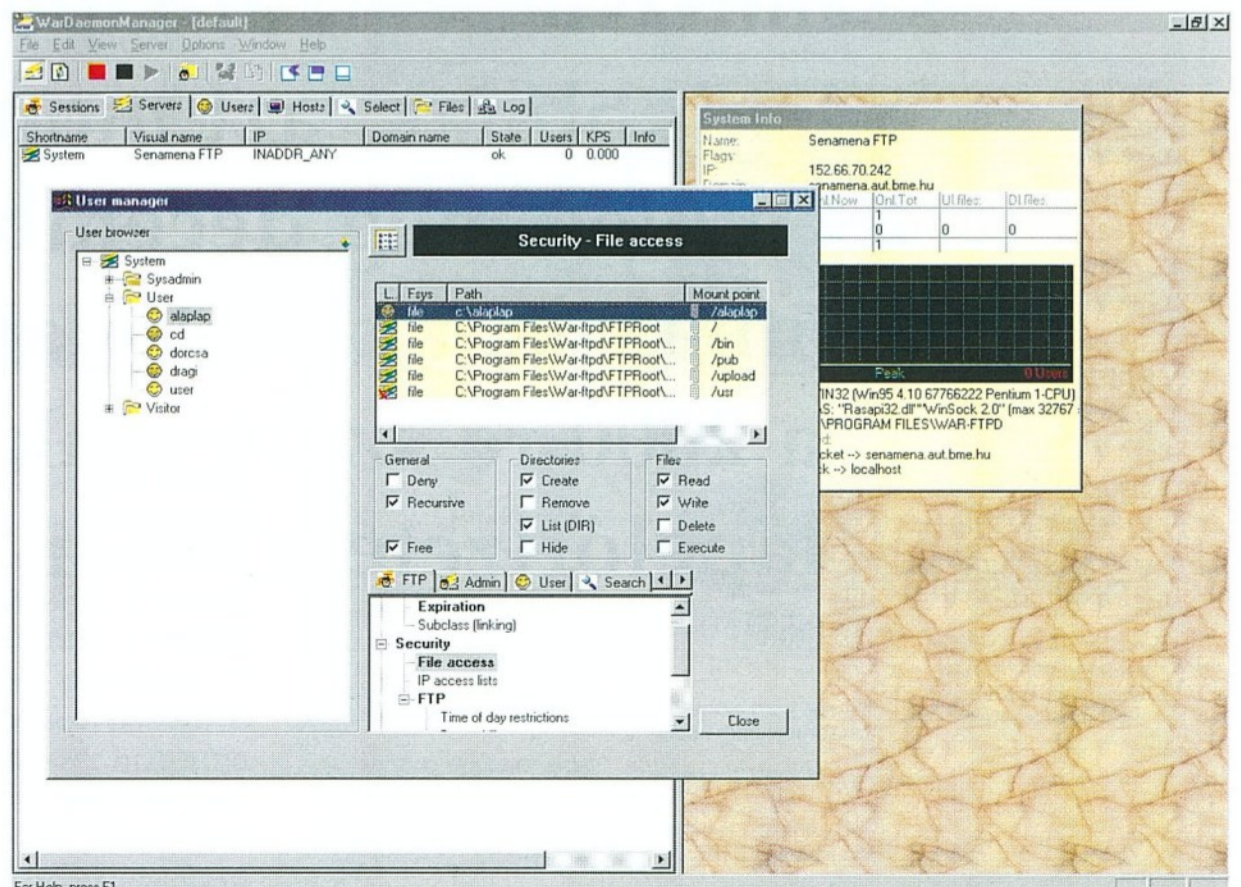 WarDaemonManager - [default]
File Edit View Server Options Window Help
Sessions Servers Users Hosts Select Files Log
Shortname Visual name IP Domain name State Users KPS Info
System Senamena FTP INADDR_ANY ok 0 0.000
System Info
Name: Senamena FTP
Flags:
IP: 152.66.70.242
senamena.aut.bme.hu
Onl.Tot Ul.files: Dl.files:
1
0 0 0
1
Peak 0 Users
WIN32 (Win95 4.10 67766222 Pentium 1-CPU)
AS: "Rasapi32.dll" "WinSock 2.0" (max 32767
\PROGRAM FILES\WAR-FTPD
cket --> senamena.aut.bme.hu
k --> localhost
User manager
User browser
System
Sysadmin
User
alaplap
cd
dorcsa
dragi
user
Visitor
Security - File access
L... Fsys Path Mount point
file c:\alaplap /alaplap
file C:\Program Files\War-ftpd\FTPRoot /
file C:\Program Files\War-ftpd\FTPRoot\... /bin
file C:\Program Files\War-ftpd\FTPRoot\... /pub
file C:\Program Files\War-ftpd\FTPRoot\... /upload
file C:\Program Files\War-ftpd\FTPRoot\... /usr
General Directories Files
Deny Create Read
Recursive Remove Write
List (DIR) Delete
Free Hide Execute
FTP Admin User Search
Expiration
Subclass (linking)
Security
File access
IP access lists
FTP
Time of day restrictions
Close
For Help, press F1